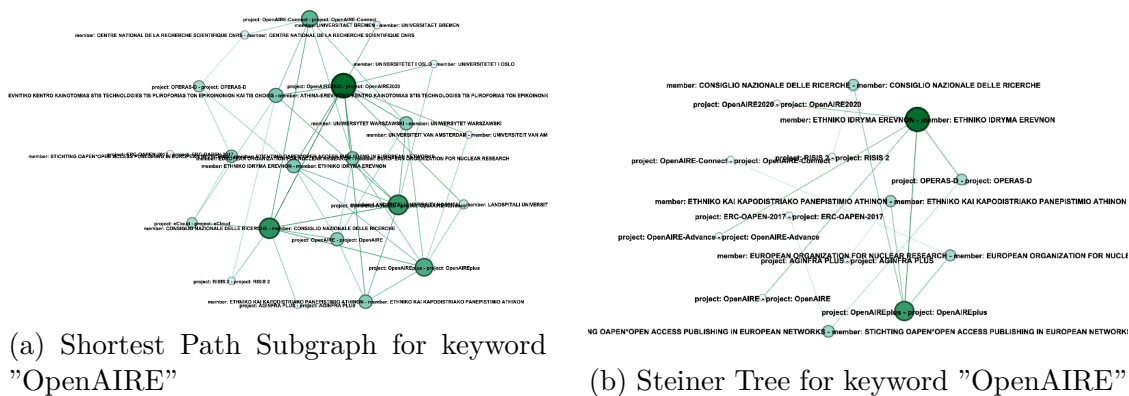 project: OpenAIRE-Connect - project: OpenAIRE-Connect
member: UNIVERSITAET BREMEN - member: UNIVERSITAET BREMEN
member: CENTRE NATIONAL DE LA RECHERCHE SCIENTIFIQUE CNRS - member: CENTRE NATIONAL DE LA RECHERCHE SCIENTIFIQUE CNRS
member: UNIVERSITETET I OSLO - member: UNIVERSITETET I OSLO
project: OPERAS-D - project: OPERAS-D
project: OpenAIRE2020 - project: OpenAIRE2020
member: UNIWERSYTET WARSZAWSKI - member: UNIWERSYTET WARSZAWSKI
member: UNIVERSITEIT VAN AMSTERDAM - member: UNIVERSITEIT VAN AM
member: ETHNIKO IDRYMA EREVNON - member: ETHNIKO IDRYMA EREVNON
project: eCloud - project: eCloud
member: CONSIGLIO NAZIONALE DELLE RICERCHE - member: CONSIGLIO NAZIONALE DELLE RICERCHE
project: OpenAIRE - project: OpenAIRE
project: OpenAIREplus - project: OpenAIREplus
project: RISIS 2 - project: RISIS 2
member: ETHNIKO KAI KAPODISTRIAKO PANEPISTIMIO ATHINON - member: ETHNIKO KAI KAPODISTRIAKO PANEPISTIMIO ATHINON
project: AGINFRA PLUS - project: AGINFRA PLUS
(a) Shortest Path Subgraph for keyword
"OpenAIRE"
member: CONSIGLIO NAZIONALE DELLE RICERCHE - member: CONSIGLIO NAZIONALE DELLE RICERCHE
project: OpenAIRE2020 - project: OpenAIRE2020
member: ETHNIKO IDRYMA EREVNON - member: ETHNIKO IDRYMA EREVNON
project: RISIS 2 - project: RISIS 2
project: OpenAIRE-Connect - project: OpenAIRE-Connect
project: OPERAS-D - project: OPERAS-D
member: ETHNIKO KAI KAPODISTRIAKO PANEPISTIMIO ATHINON - member: ETHNIKO KAI KAPODISTRIAKO PANEPISTIMIO ATHINON
project: ERC-OAPEN-2017 - project: ERC-OAPEN-2017
project: OpenAIRE-Advance - project: OpenAIRE-Advance
member: EUROPEAN ORGANIZATION FOR NUCLEAR RESEARCH - member: EUROPEAN ORGANIZATION FOR NUCLE
project: AGINFRA PLUS - project: AGINFRA PLUS
project: OpenAIRE - project: OpenAIRE
project: OpenAIREplus - project: OpenAIREplus
NG OAPEN*OPEN ACCESS PUBLISHING IN EUROPEAN NETWORKS - member: STICHTING OAPEN*OPEN ACCESS PUBLISHING IN EUROPEAN NETWORKS
(b) Steiner Tree for keyword "OpenAIRE"